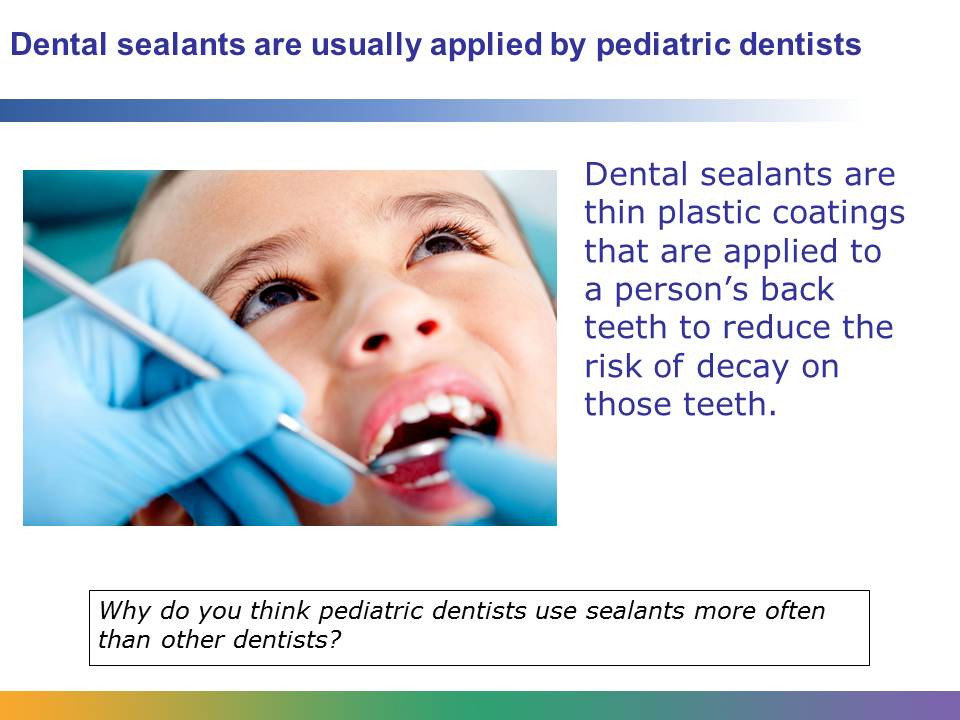 Dental sealants are usually applied by pediatric dentists
Dental sealants are
thin plastic coatings
that are applied to
a person’s back
teeth to reduce the
risk of decay on
those teeth.
Why do you think pediatric dentists use sealants more often
than other dentists?